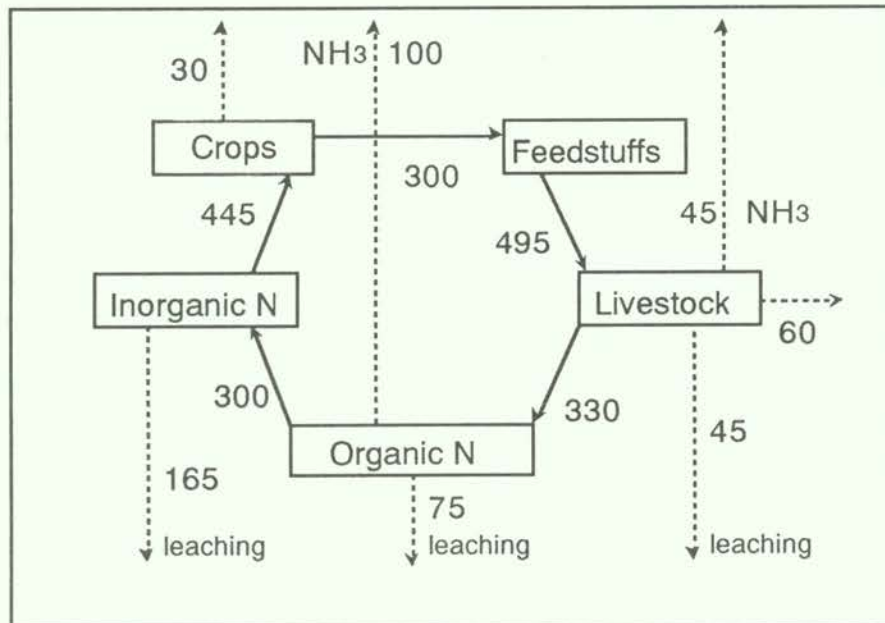 30
NH3 100
Crops
Feedstuffs
300
445
495
45 NH3
Inorganic N
Livestock
60
300
330
45
Organic N
165
75
leaching
leaching
leaching